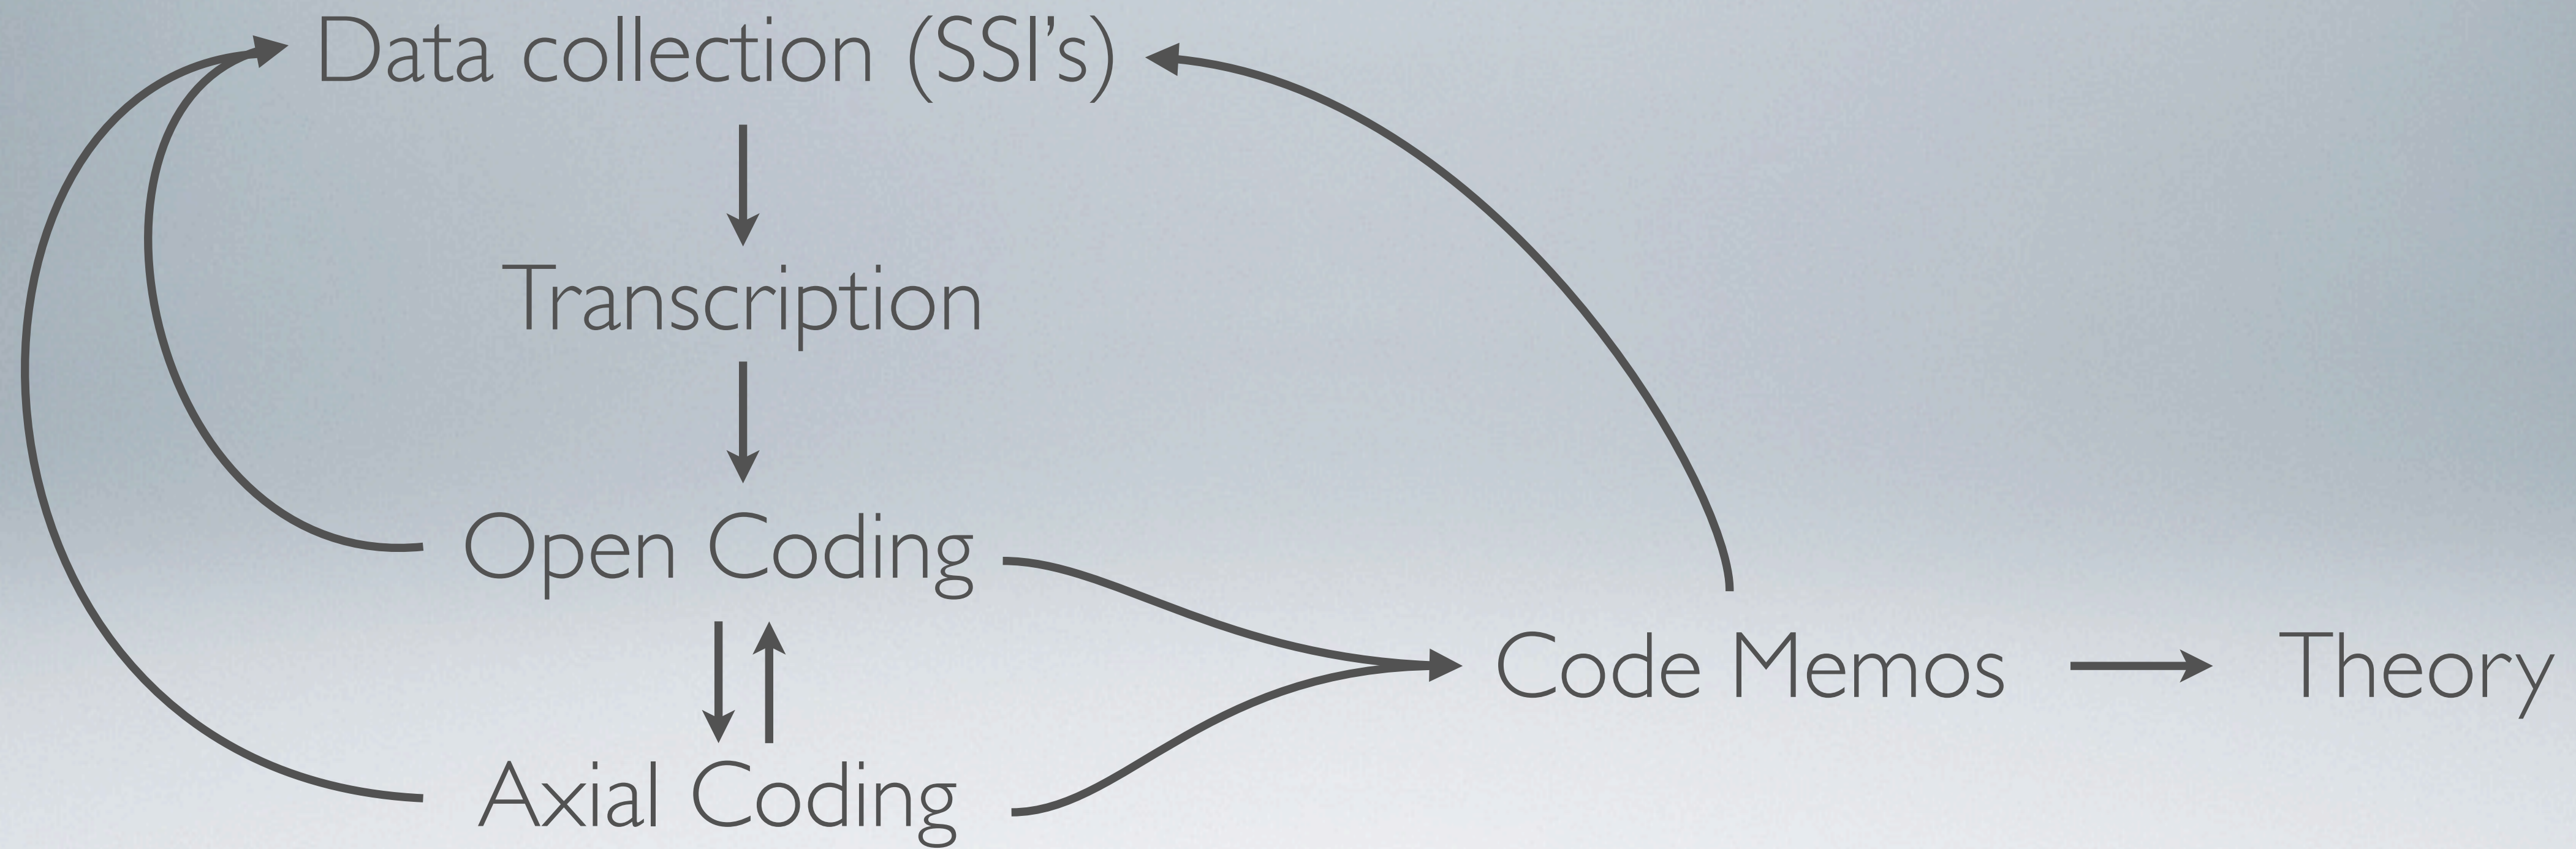 Data collection (SSI's)
Transcription
Open Coding
Axial Coding
Code Memos
Theory